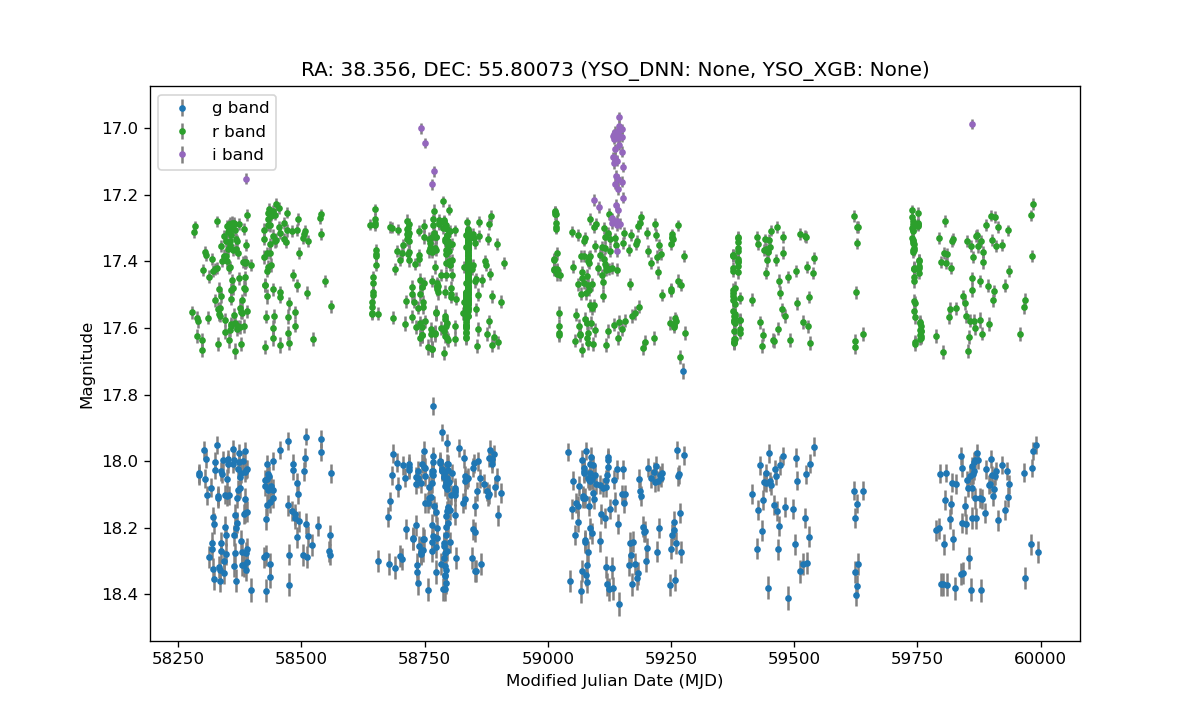 RA: 38.356, DEC: 55.80073 (YSO_DNN: None, YSO_XGB: None)
g band
r band
i band
17.0
17.2
17.4
17.6
17.8
18.0
18.2
18.4
Magnitude
58250 58500 58750 59000 59250 59500 59750 60000
Modified Julian Date (MJD)